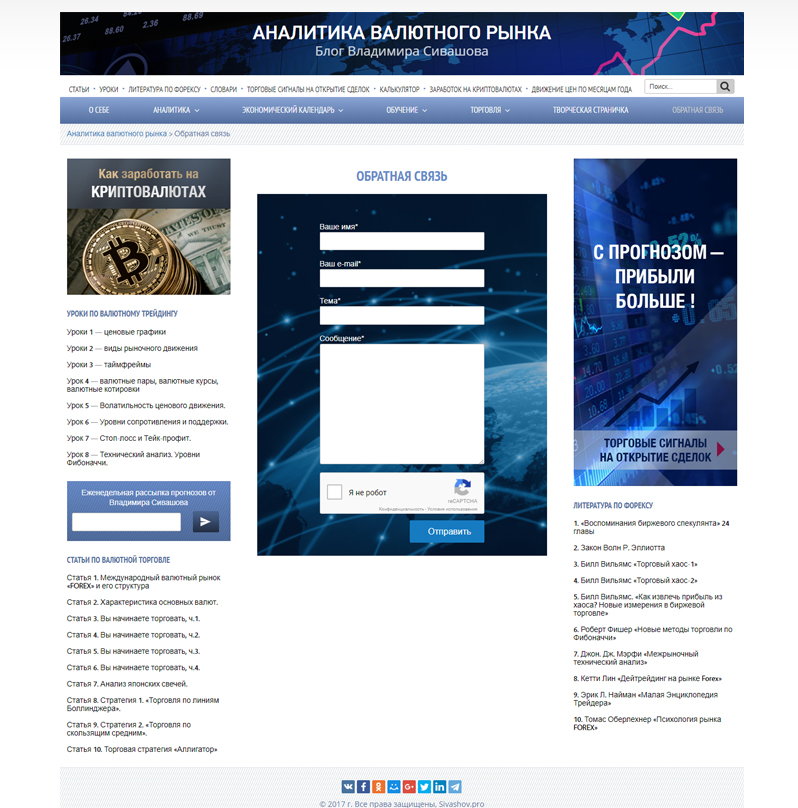 26.36
114
88.60
2.36
АНАЛИТИКА ВАЛЮТНОГО РЫНКА
Блог Владимира Сивашова
СТАТЬИ • УРОКИ • ЛИТЕРАТУРА ПО ФОРЕКСУ • СЛОВАРИ • ТОРГОВЫЕ СИГНАЛЫ НА ОТКРЫТИЕ СДЕЛОК • КАЛЬКУЛЯТОР • ЗАРАБОТОК НА КРИПТОВАЛЮТАХ • ДВИЖЕНИЕ ЦЕН ПО МЕСЯЦАМ ГОДА
Поиск...
О СЕБЕ АНАЛИТИКА ЭКОНОМИЧЕСКИЙ КАЛЕНДАРЬ ОБУЧЕНИЕ ТОРГОВЛЯ ТВОРЧЕСКАЯ СТРАНИЧКА ОБРАТНАЯ СВЯЗЬ
Аналитика валютного рынка > Обратная связь
Как заработать на
КРИПТОВАЛЮТАХ
УРОКИ ПО ВАЛЮТНОМУ ТРЕЙДИНГУ
Уроки 1 — ценовые графики
Уроки 2 — виды рыночного движения
Уроки 3 — таймфреймы
Урок 4 — валютные пары, валютные курсы,
валютные котировки
Урок 5 — Волатильность ценового движения.
Урок 6 — Уровни сопротивления и поддержки.
Урок 7 — Стоп-лосс и Тейк-профит.
Урок 8 — Технический анализ. Уровни
Фибоначчи.
Еженедельная рассылка прогнозов от
Владимира Сивашова
СТАТЬИ ПО ВАЛЮТНОЙ ТОРГОВЛЕ
Статья 1. Международный валютный рынок
«FOREX» и его структура
Статья 2. Характеристика основных валют.
Статья 3. Вы начинаете торговать, ч.1.
Статья 4. Вы начинаете торговать, ч.2.
Статья 5. Вы начинаете торговать, ч.3.
Статья 6. Вы начинаете торговать, ч.4.
Статья 7. Анализ японских свечей.
Статья 8. Стратегия 1. «Торговля по линиям
Боллинджера».
Статья 9. Стратегия 2. «Торговля по
скользящим средним».
Статья 10. Торговая стратегия «Аллигатор»
ОБРАТНАЯ СВЯЗЬ
Ваше имя*
Ваш e-mail*
Тема*
Сообщение*
Я не робот
reCAPTCHA
Конфиденциальность - Условия использования
Отправить
С ПРОГНОЗОМ —
ПРИБЫЛИ
БОЛЬШЕ !
ТОРГОВЫЕ СИГНАЛЫ
НА ОТКРЫТИЕ СДЕЛОК
ЛИТЕРАТУРА ПО ФОРЕКСУ
1. «Воспоминания биржевого спекулянта» 24
главы
2. Закон Волн Р. Эллиотта
3. Билл Вильямс «Торговый хаос-1»
4. Билл Вильямс «Торговый хаос-2»
5. Билл Вильямс. «Как извлечь прибыль из
хаоса? Новые измерения в биржевой
торговле»
6. Роберт Фишер «Новые методы торговли по
Фибоначчи»
7. Джон. Дж. Мэрфи «Межрыночный
технический анализ»
8. Кетти Лин «Дейтрейдинг на рынке Forex»
9. Эрик Л. Найман «Малая Энциклопедия
Трейдера»
10. Томас Оберлехнер «Психология рынка
FOREX»
© 2017 г. Все права защищены, Sivashov.pro